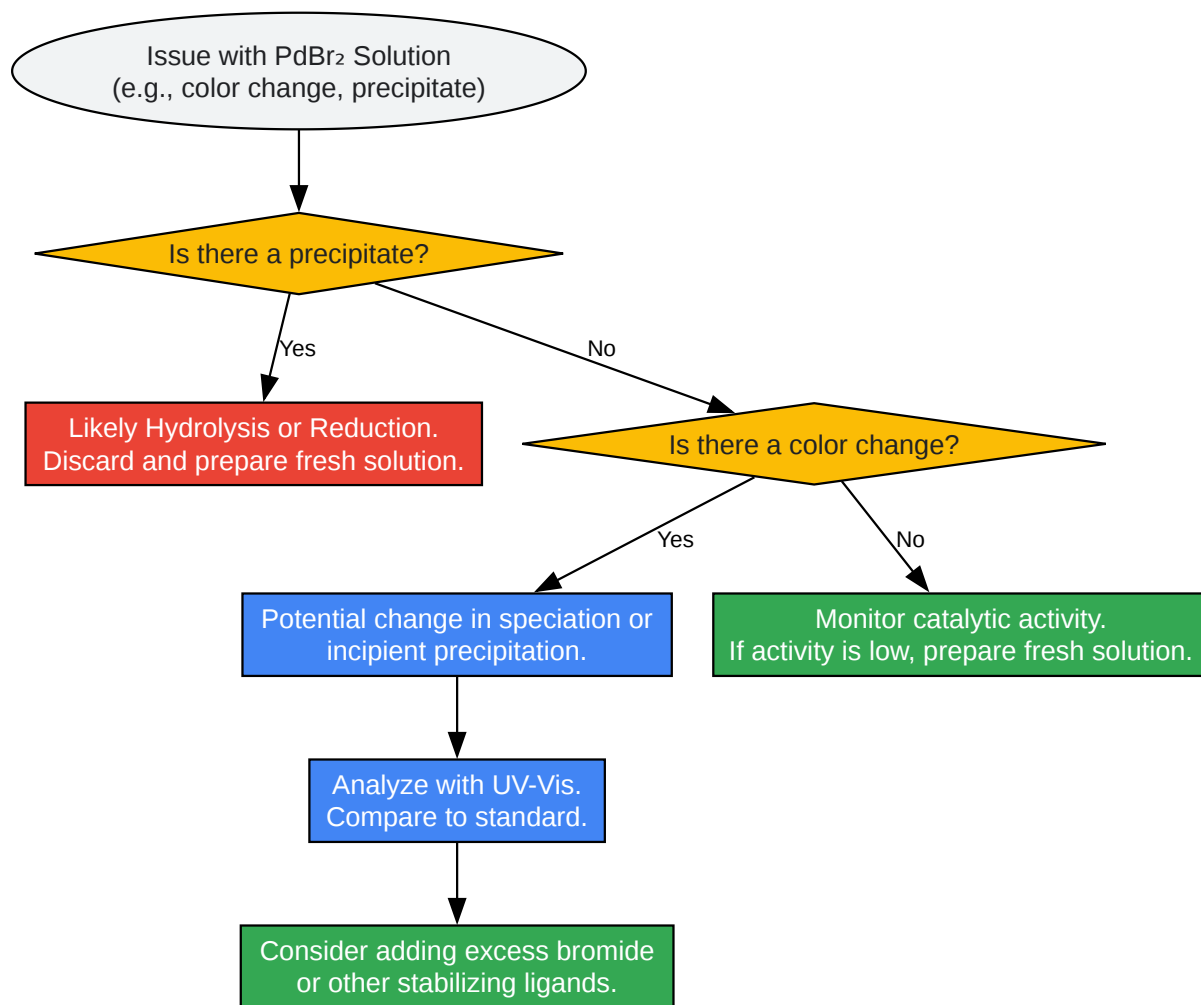 Issue with PdBr₂ Solution
(e.g., color change, precipitate)
Is there a precipitate?
Yes
No
Likely Hydrolysis or Reduction.
Discard and prepare fresh solution.
Is there a color change?
Yes
No
Potential change in speciation or
incipient precipitation.
Monitor catalytic activity.
If activity is low, prepare fresh solution.
Analyze with UV-Vis.
Compare to standard.
Consider adding excess bromide
or other stabilizing ligands.